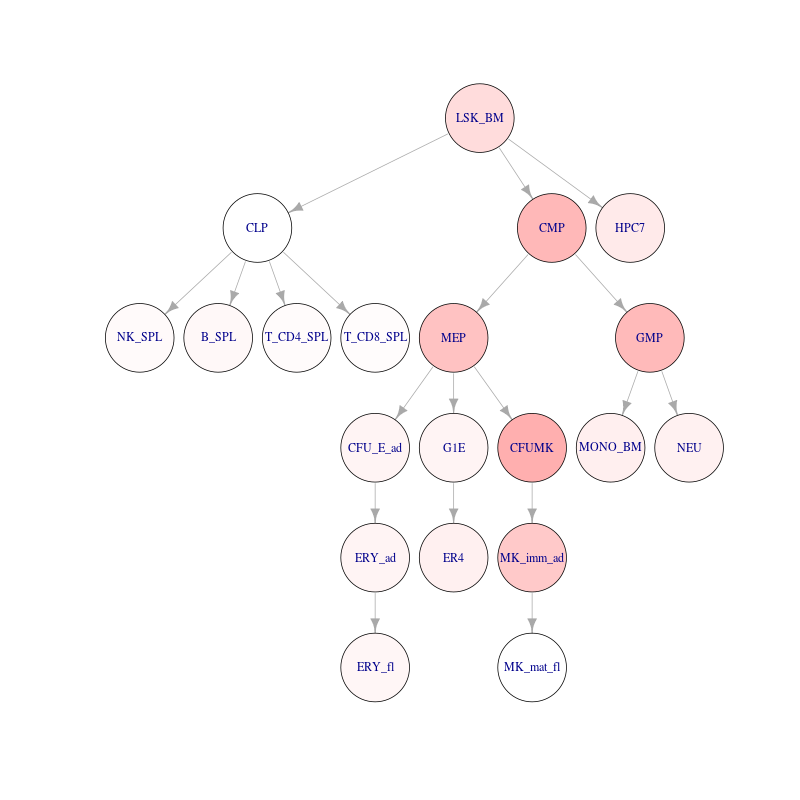 LSK_BM
CLP
CMP
HPC7
NK_SPL
B_SPL
T_CD4_SPL
T_CD8_SPL
MEP
GMP
CFU_E_ad
G1E
CFUMK
MONO_BM
NEU
ERY_ad
ER4
MK_imm_ad
ERY_fl
MK_mat_fl